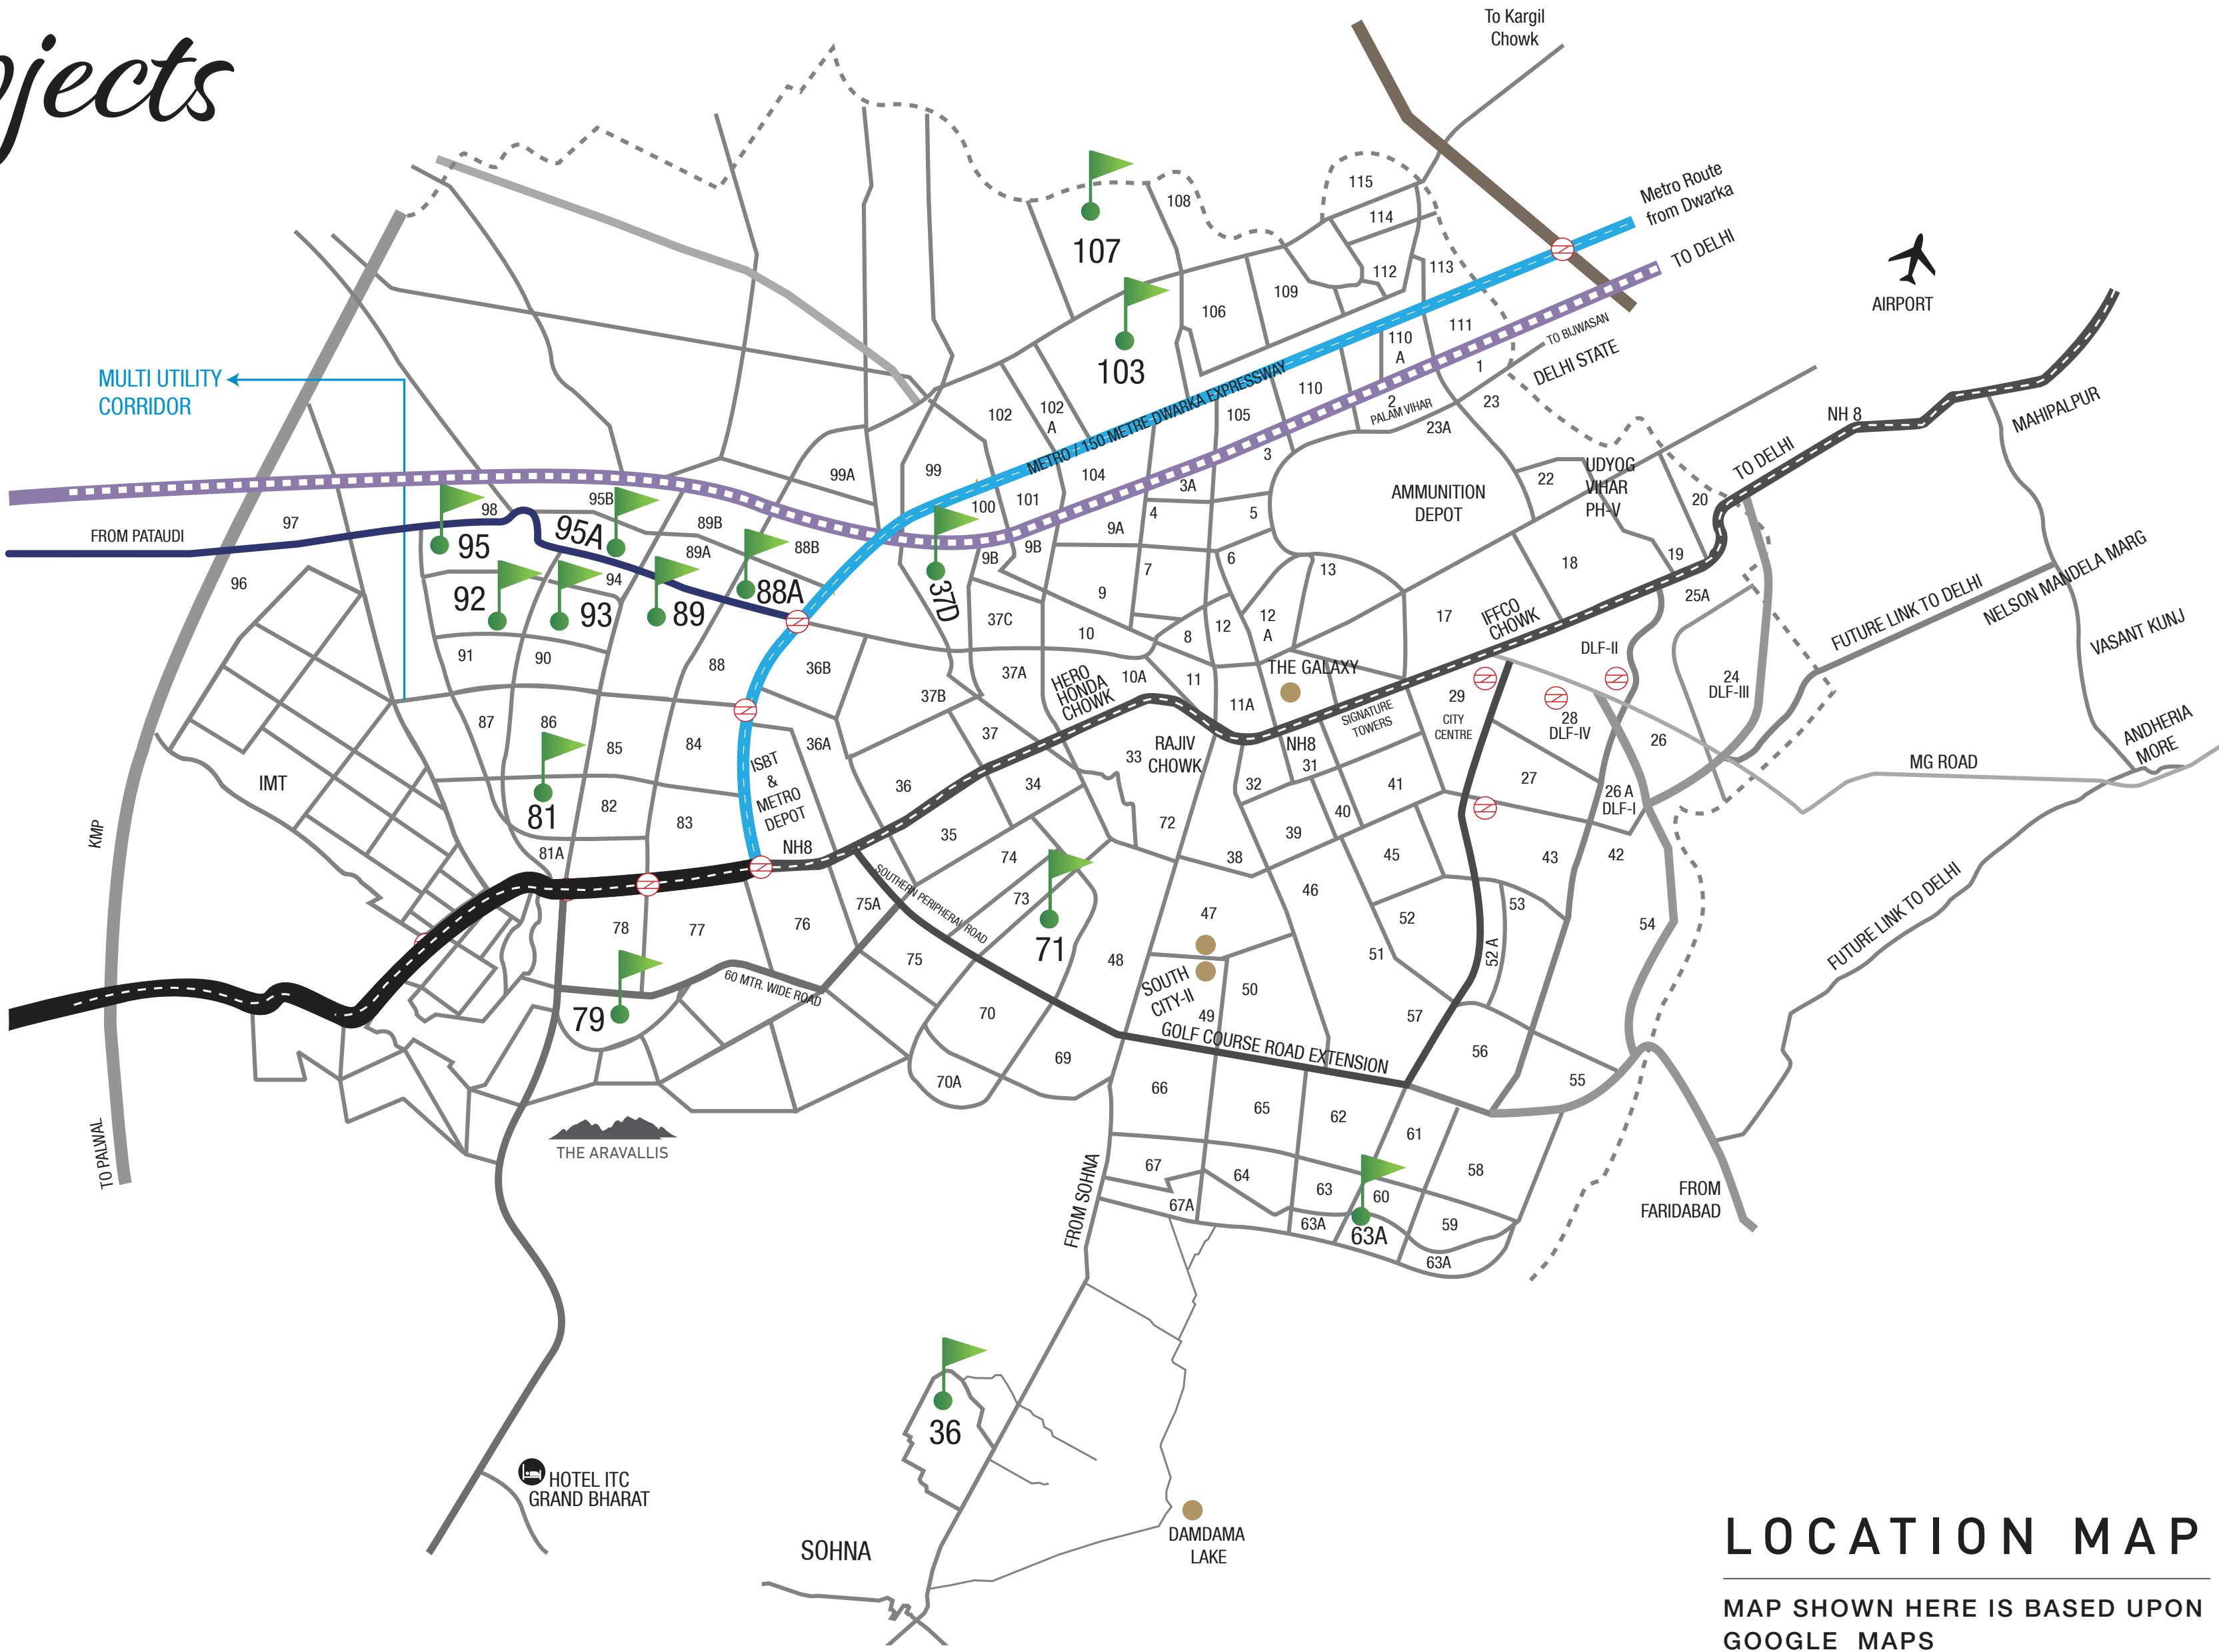 ojects
To Kargil
Chowk
Metro Route
from Dwarka
TO DELHI
AIRPORT
115
114
108
107
112
113
109
106
111
110
A
TO BIJWASAN
DELHI STATE
1
103
MULTI UTILITY
CORRIDOR
METRO / 150 METRE DWARKA EXPRESSWAY
110
2
PALAM VIHAR
23
23A
102
102
A
105
NH 8
MAHIPALPUR
TO DELHI
3
99A
99
104
101
100
3A
22
UDYOG
VIHAR
PH-V
20
AMMUNITION
DEPOT
4
5
9A
97
98
95B
89B
FROM PATAUDI
95
95A
89A
88B
9B
9B
6
7
13
18
19
96
92
93
94
89
88A
37D
9
25A
FUTURE LINK TO DELHI
NELSON MANDELA MARG
37C
10
8
12
12
A
17
IFFCO
CHOWK
DLF-II
VASANT KUNJ
91
90
88
36B
37A
HERO
HONDA
CHOWK
10A
11
THE GALAXY
24
DLF-III
37B
11A
SIGNATURE
TOWERS
29
CITY
CENTRE
28
DLF-IV
26
ANDHERIA
MORE
87
86
85
84
36A
37
33
RAJIV
CHOWK
NH8
31
MG ROAD
IMT
ISBT
&
METRO
DEPOT
36
34
32
41
27
26 A
DLF-I
81
82
83
35
72
39
40
KMP
81A
NH8
74
38
45
43
42
SOUTHERN PERIPHERAL ROAD
73
46
75A
71
47
52
53
78
77
76
54
FUTURE LINK TO DELHI
75
48
51
52 A
60 MTR. WIDE ROAD
SOUTH
CITY-II
50
49
79
70
57
GOLF COURSE ROAD EXTENSION
69
56
70A
66
55
65
62
61
TO PALWAL
THE ARAVALLIS
67
64
58
63
60
FROM
FARIDABAD
FROM SOHNA
67A
63A
63A
59
63A
36
HOTEL ITC
GRAND BHARAT
SOHNA
DAMDAMA
LAKE
LOCATION MAP
MAP SHOWN HERE IS BASED UPON
GOOGLE MAPS